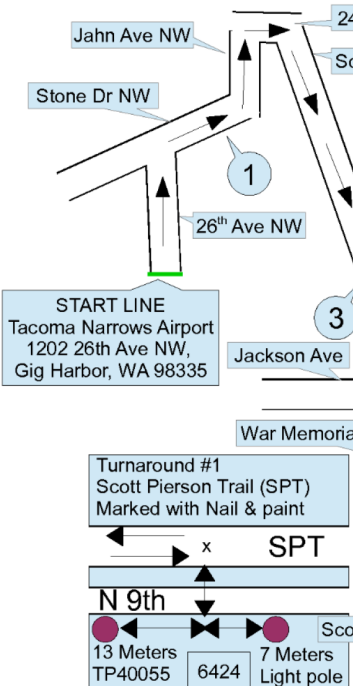 24
Jahn Ave NW
Stone Dr NW
1
26th Ave NW
START LINE
Tacoma Narrows Airport
1202 26th Ave NW,
Gig Harbor, WA 98335
3
Jackson Ave
Turnaround #1
Scott Pierson Trail (SPT)
Marked with Nail & paint
x
SPT
N 9th
13 Meters
TP40055
6424
7 Meters
Light pole